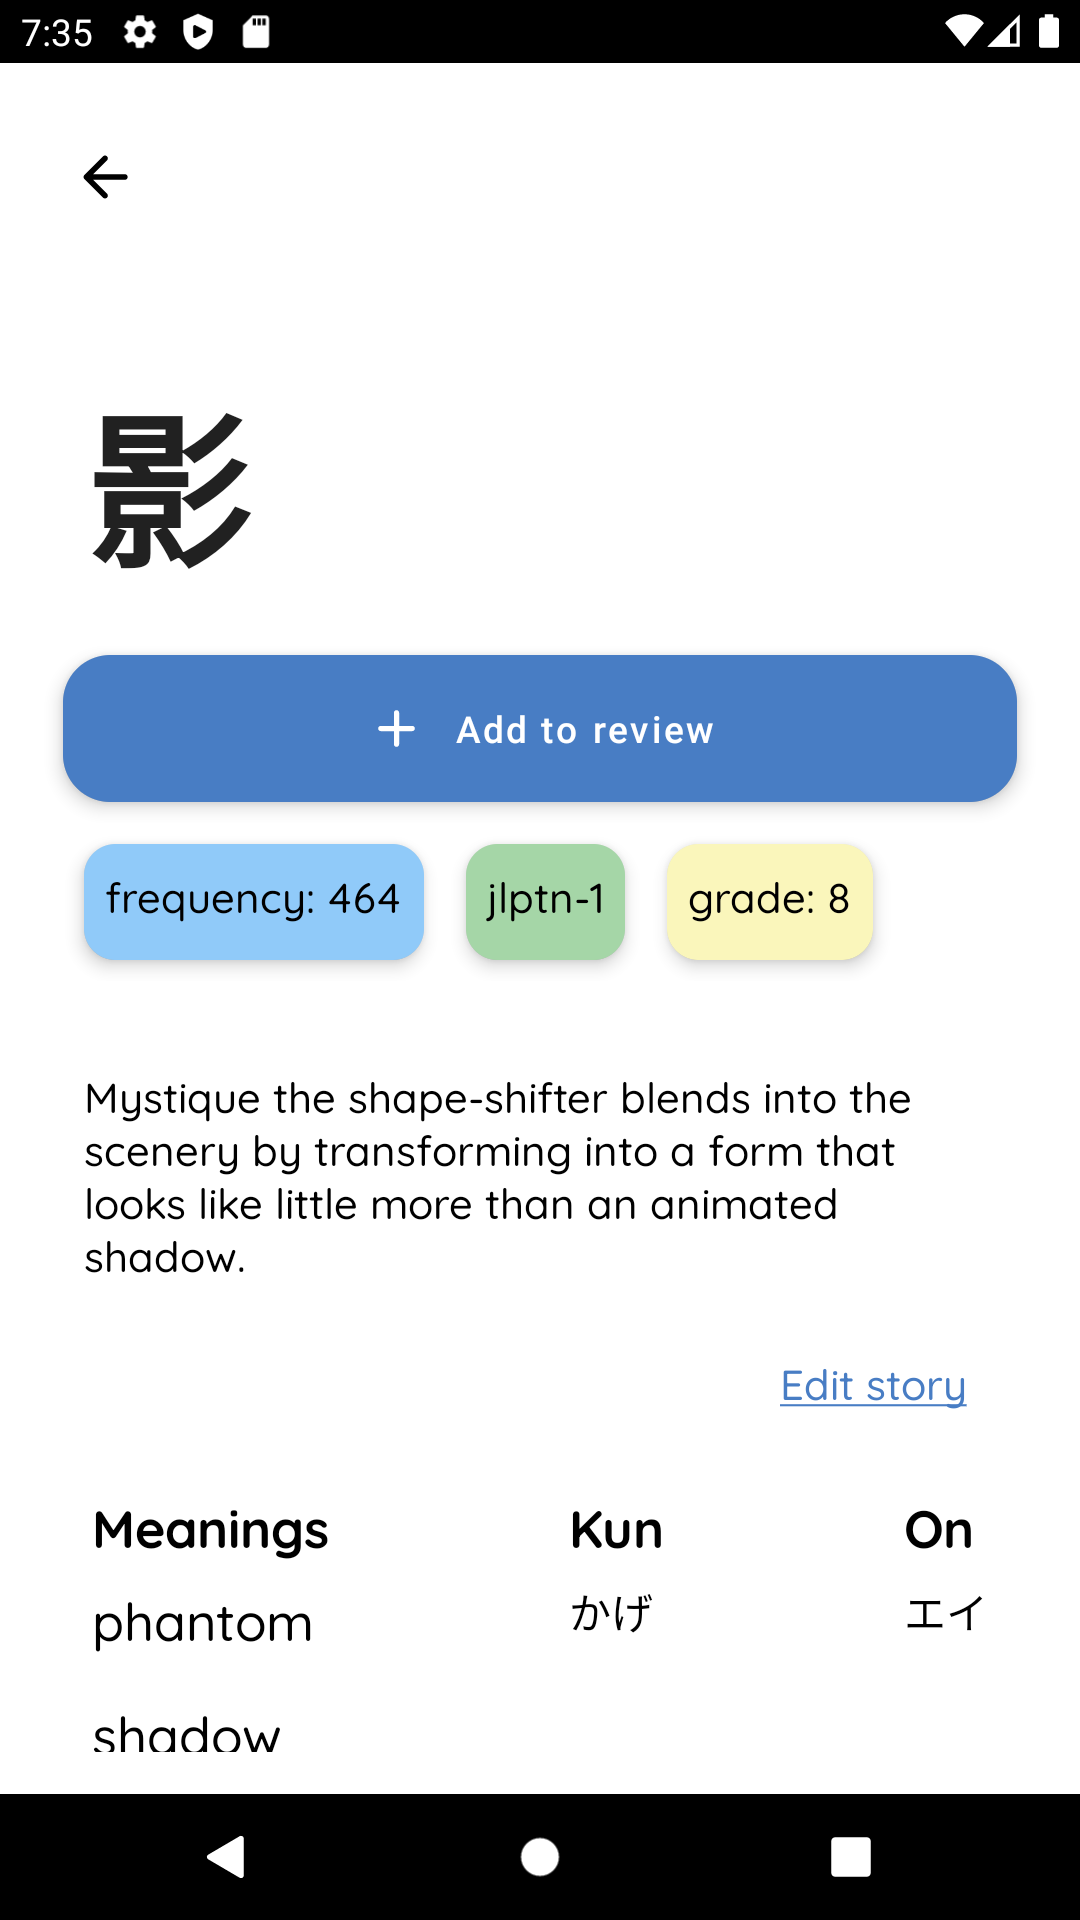 7:35
影
Add to review
frequency: 464 jlptn-1 grade: 8
Mystique the shape-shifter blends into the
scenery by transforming into a form that
looks like little more than an animated
shadow.
Edit story
Meanings Kun On
phantom かげ エイ
shadow